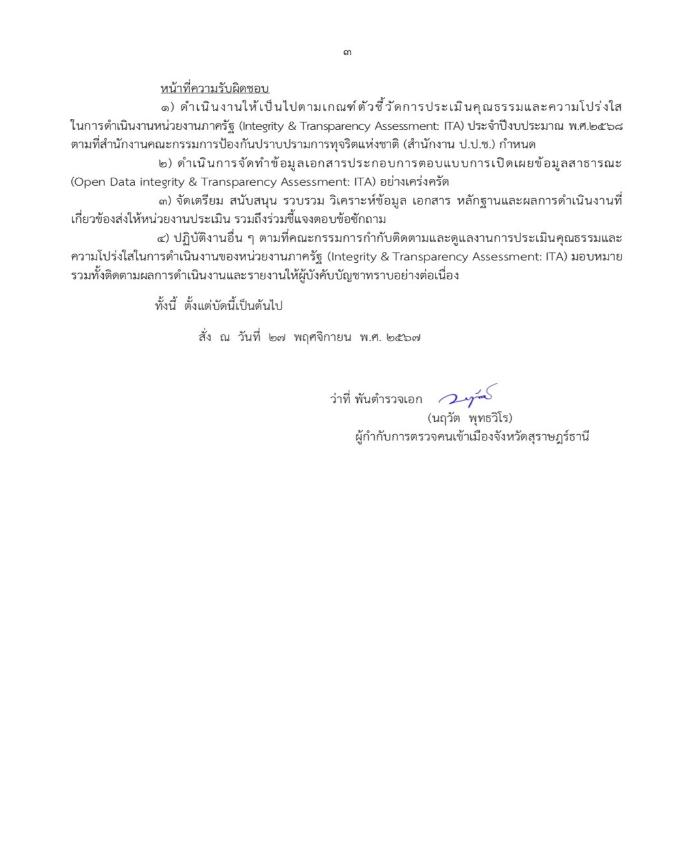 ๓
หน้าที่ความรับผิดชอบ
๑) ดำเนินงานให้เป็นไปตามเกณฑ์ตัวชี้วัดการประเมินคุณธรรมและความโปร่งใส
ในการดำเนินงานหน่วยงานภาครัฐ (Integrity & Transparency Assessment: ITA) ประจำปีงบประมาณ พ.ศ.๒๕๖๘
ตามที่สำนักงานคณะกรรมการป้องกันปราบปรามการทุจริตแห่งชาติ (สำนักงาน ป.ป.ช.) กำหนด
๒) ดำเนินการจัดทำข้อมูลเอกสารประกอบการตอบแบบการเปิดเผยข้อมูลสาธารณะ
(Open Data integrity & Transparency Assessment: ITA) อย่างเคร่งครัด
๓) จัดเตรียม สนับสนุน รวบรวม วิเคราะห์ข้อมูล เอกสาร หลักฐานและผลการดำเนินงานที่
เกี่ยวข้องส่งให้หน่วยงานประเมิน รวมถึงร่วมชี้แจงตอบข้อซักถาม
๔) ปฏิบัติงานอื่น ๆ ตามที่คณะกรรมการกำกับติดตามและดูแลงานการประเมินคุณธรรมและ
ความโปร่งใสในการดำเนินงานของหน่วยงานภาครัฐ (Integrity & Transparency Assessment: ITA) มอบหมาย
รวมทั้งติดตามผลการดำเนินงานและรายงานให้ผู้บังคับบัญชาทราบอย่างต่อเนื่อง
ทั้งนี้ ตั้งแต่บัดนี้เป็นต้นไป
สั่ง ณ วันที่ ๒๗ พฤศจิกายน พ.ศ. ๒๕๖๗
ว่าที่ พันตำรวจเอก
(นฤวัต พุทธวิโร)
ผู้กำกับการตรวจคนเข้าเมืองจังหวัดสุราษฎร์ธานี